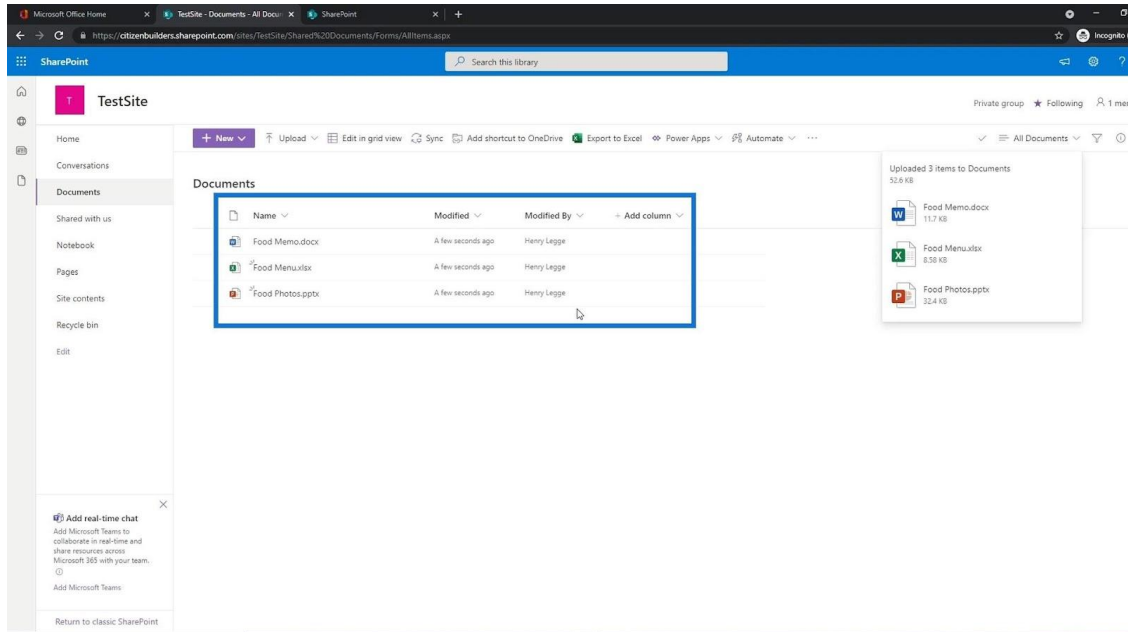 Microsoft Office Home
TestSite - Documents - All Docu
SharePoint
https://citizenbuilders.sharepoint.com/sites/TestSite/Shared%20Documents/Forms/AllItems.aspx
Incognito
SharePoint
Search this library
T
TestSite
Private group
Following
1 mer
Home
Conversations
Documents
Shared with us
Notebook
Pages
Site contents
Recycle bin
Edit
+ New
Upload
Edit in grid view
Sync
Add shortcut to OneDrive
Export to Excel
Power Apps
Automate
...
All Documents
Documents
Name Modified Modified By + Add column
Food Memo.docx A few seconds ago Henry Legge
Food Menu.xlsx A few seconds ago Henry Legge
Food Photos.pptx A few seconds ago Henry Legge
Uploaded 3 items to Documents
52.6 KB
Food Memo.docx
11.7 KB
Food Menu.xlsx
8.58 KB
Food Photos.pptx
32.4 KB
Add real-time chat
Add Microsoft Teams to
collaborate in real-time and
share resources across
Microsoft 365 with your team.
Add Microsoft Teams
Return to classic SharePoint